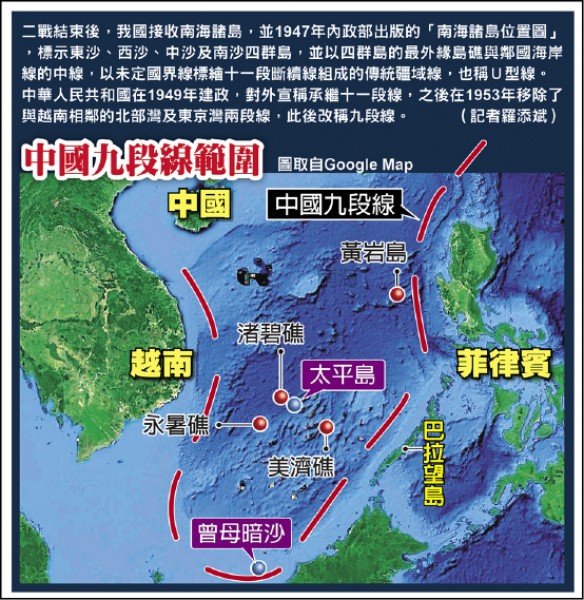 二戰結束後，我國接收南海諸島，並1947年內政部出版的「南海諸島位置圖」
，標示東沙、西沙、中沙及南沙四群島，並以四群島的最外緣島礁與鄰國海岸
線的中線，以未定國界線標繪十一段斷續線組成的傳統疆域線，也稱Ｕ型線。
中華人民共和國在1949年建政，對外宣稱承繼十一段線，之後在1953年移除了
與越南相鄰的北部灣及東京灣兩段線，此後改稱九段線。 （記者羅添斌）
中國九段線範圍 圖取自Google Map
中國
中國九段線
黃岩島
渚碧礁
越南
太平島
菲律賓
永暑礁
美濟礁
巴拉望島
曾母暗沙